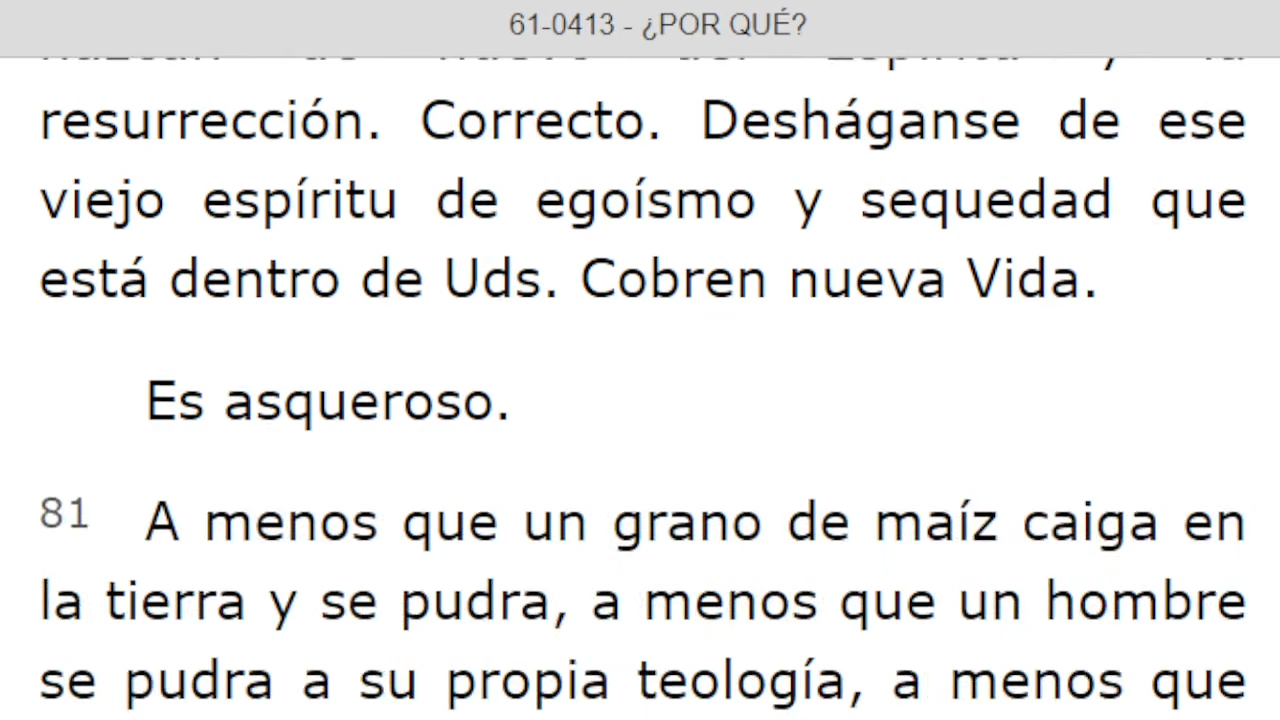 61-0413 - ¿POR QUÉ?
resurrección. Correcto. Desháganse de ese
viejo espíritu de egoísmo y sequedad que
está dentro de Uds. Cobren nueva Vida.
Es asqueroso.
81 A menos que un grano de maíz caiga en
la tierra y se pudra, a menos que un hombre
se pudra a su propia teología, a menos que